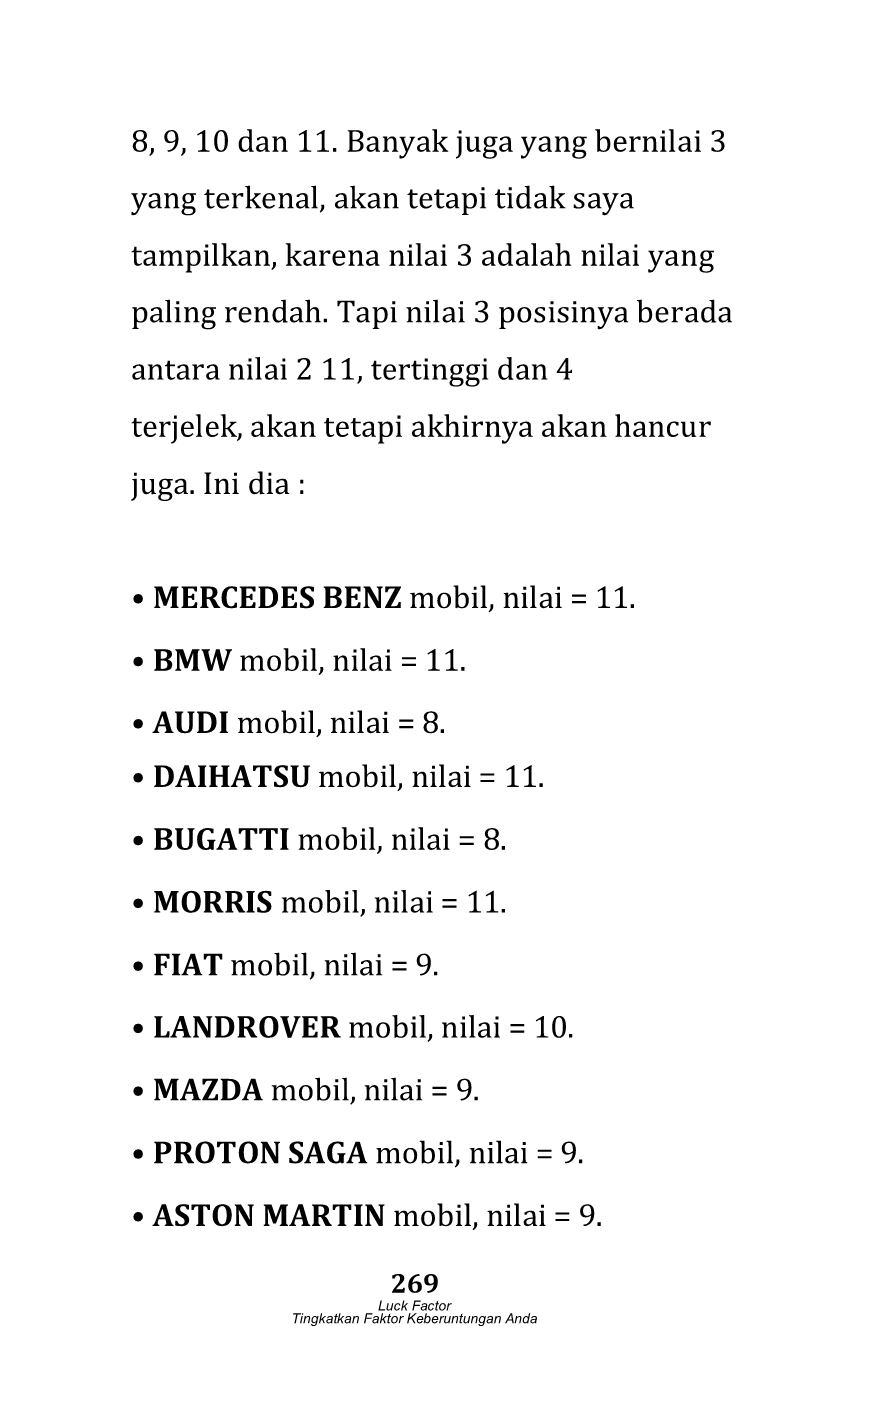 8, 9, 10 dan 11. Banyak juga yang bernilai 3
yang terkenal, akan tetapi tidak saya
tampilkan, karena nilai 3 adalah nilai yang
paling rendah. Tapi nilai 3 posisinya berada
antara nilai 2 11, tertinggi dan 4
terjelek, akan tetapi akhirnya akan hancur
juga. Ini dia :
• MERCEDES BENZ mobil, nilai = 11.
• BMW mobil, nilai = 11.
• AUDI mobil, nilai = 8.
• DAIHATSU mobil, nilai = 11.
• BUGATTI mobil, nilai = 8.
• MORRIS mobil, nilai = 11.
• FIAT mobil, nilai = 9.
• LANDROVER mobil, nilai = 10.
• MAZDA mobil, nilai = 9.
• PROTON SAGA mobil, nilai = 9.
• ASTON MARTIN mobil, nilai = 9.
269
Luck Factor
Tingkatkan Faktor Keberuntungan Anda